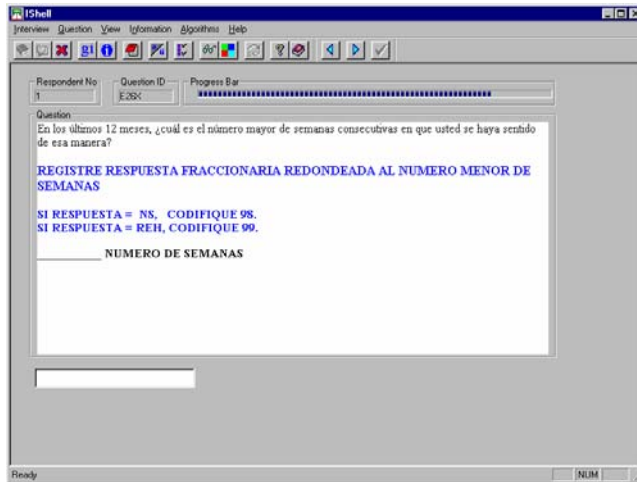 IShell
Interview Question View Information Algorithms Help
g1
Respondent No
Question ID
Progress Bar
1
E26X
Question
En los últimos 12 meses, ¿cuál es el número mayor de semanas consecutivas en que usted se haya sentido
de esa manera?
REGISTRE RESPUESTA FRACCIONARIA REDONDEADA AL NUMERO MENOR DE
SEMANAS
SI RESPUESTA = NS, CODIFIQUE 98.
SI RESPUESTA = REH, CODIFIQUE 99.
__________ NUMERO DE SEMANAS
Ready
NUM